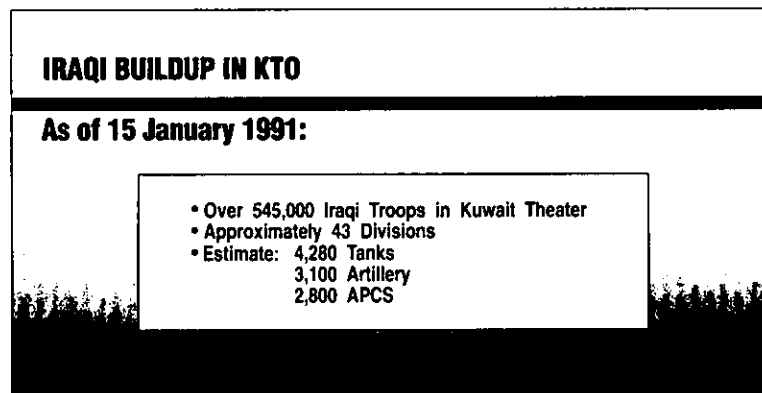 IRAQI BUILDUP IN KTO
As of 15 January 1991:
• Over 545,000 Iraqi Troops in Kuwait Theater
• Approximately 43 Divisions
• Estimate: 4,280 Tanks
3,100 Artillery
2,800 APCS